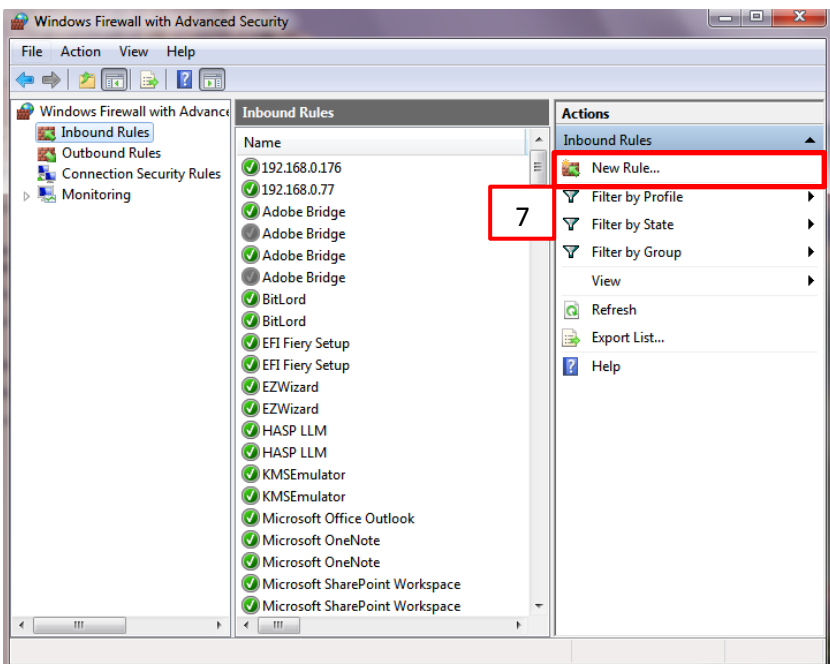 Windows Firewall with Advanced Security
File Action View Help
Windows Firewall with Advance
Inbound Rules
Outbound Rules
Connection Security Rules
Monitoring
Inbound Rules
Name
192.168.0.176
192.168.0.77
Adobe Bridge
Adobe Bridge
Adobe Bridge
Adobe Bridge
BitLord
BitLord
EFI Fiery Setup
EFI Fiery Setup
EZWizard
EZWizard
HASP LLM
HASP LLM
KMSEmulator
KMSEmulator
Microsoft Office Outlook
Microsoft OneNote
Microsoft OneNote
Microsoft SharePoint Workspace
Microsoft SharePoint Workspace
7
Actions
Inbound Rules
New Rule...
Filter by Profile
Filter by State
Filter by Group
View
Refresh
Export List...
Help